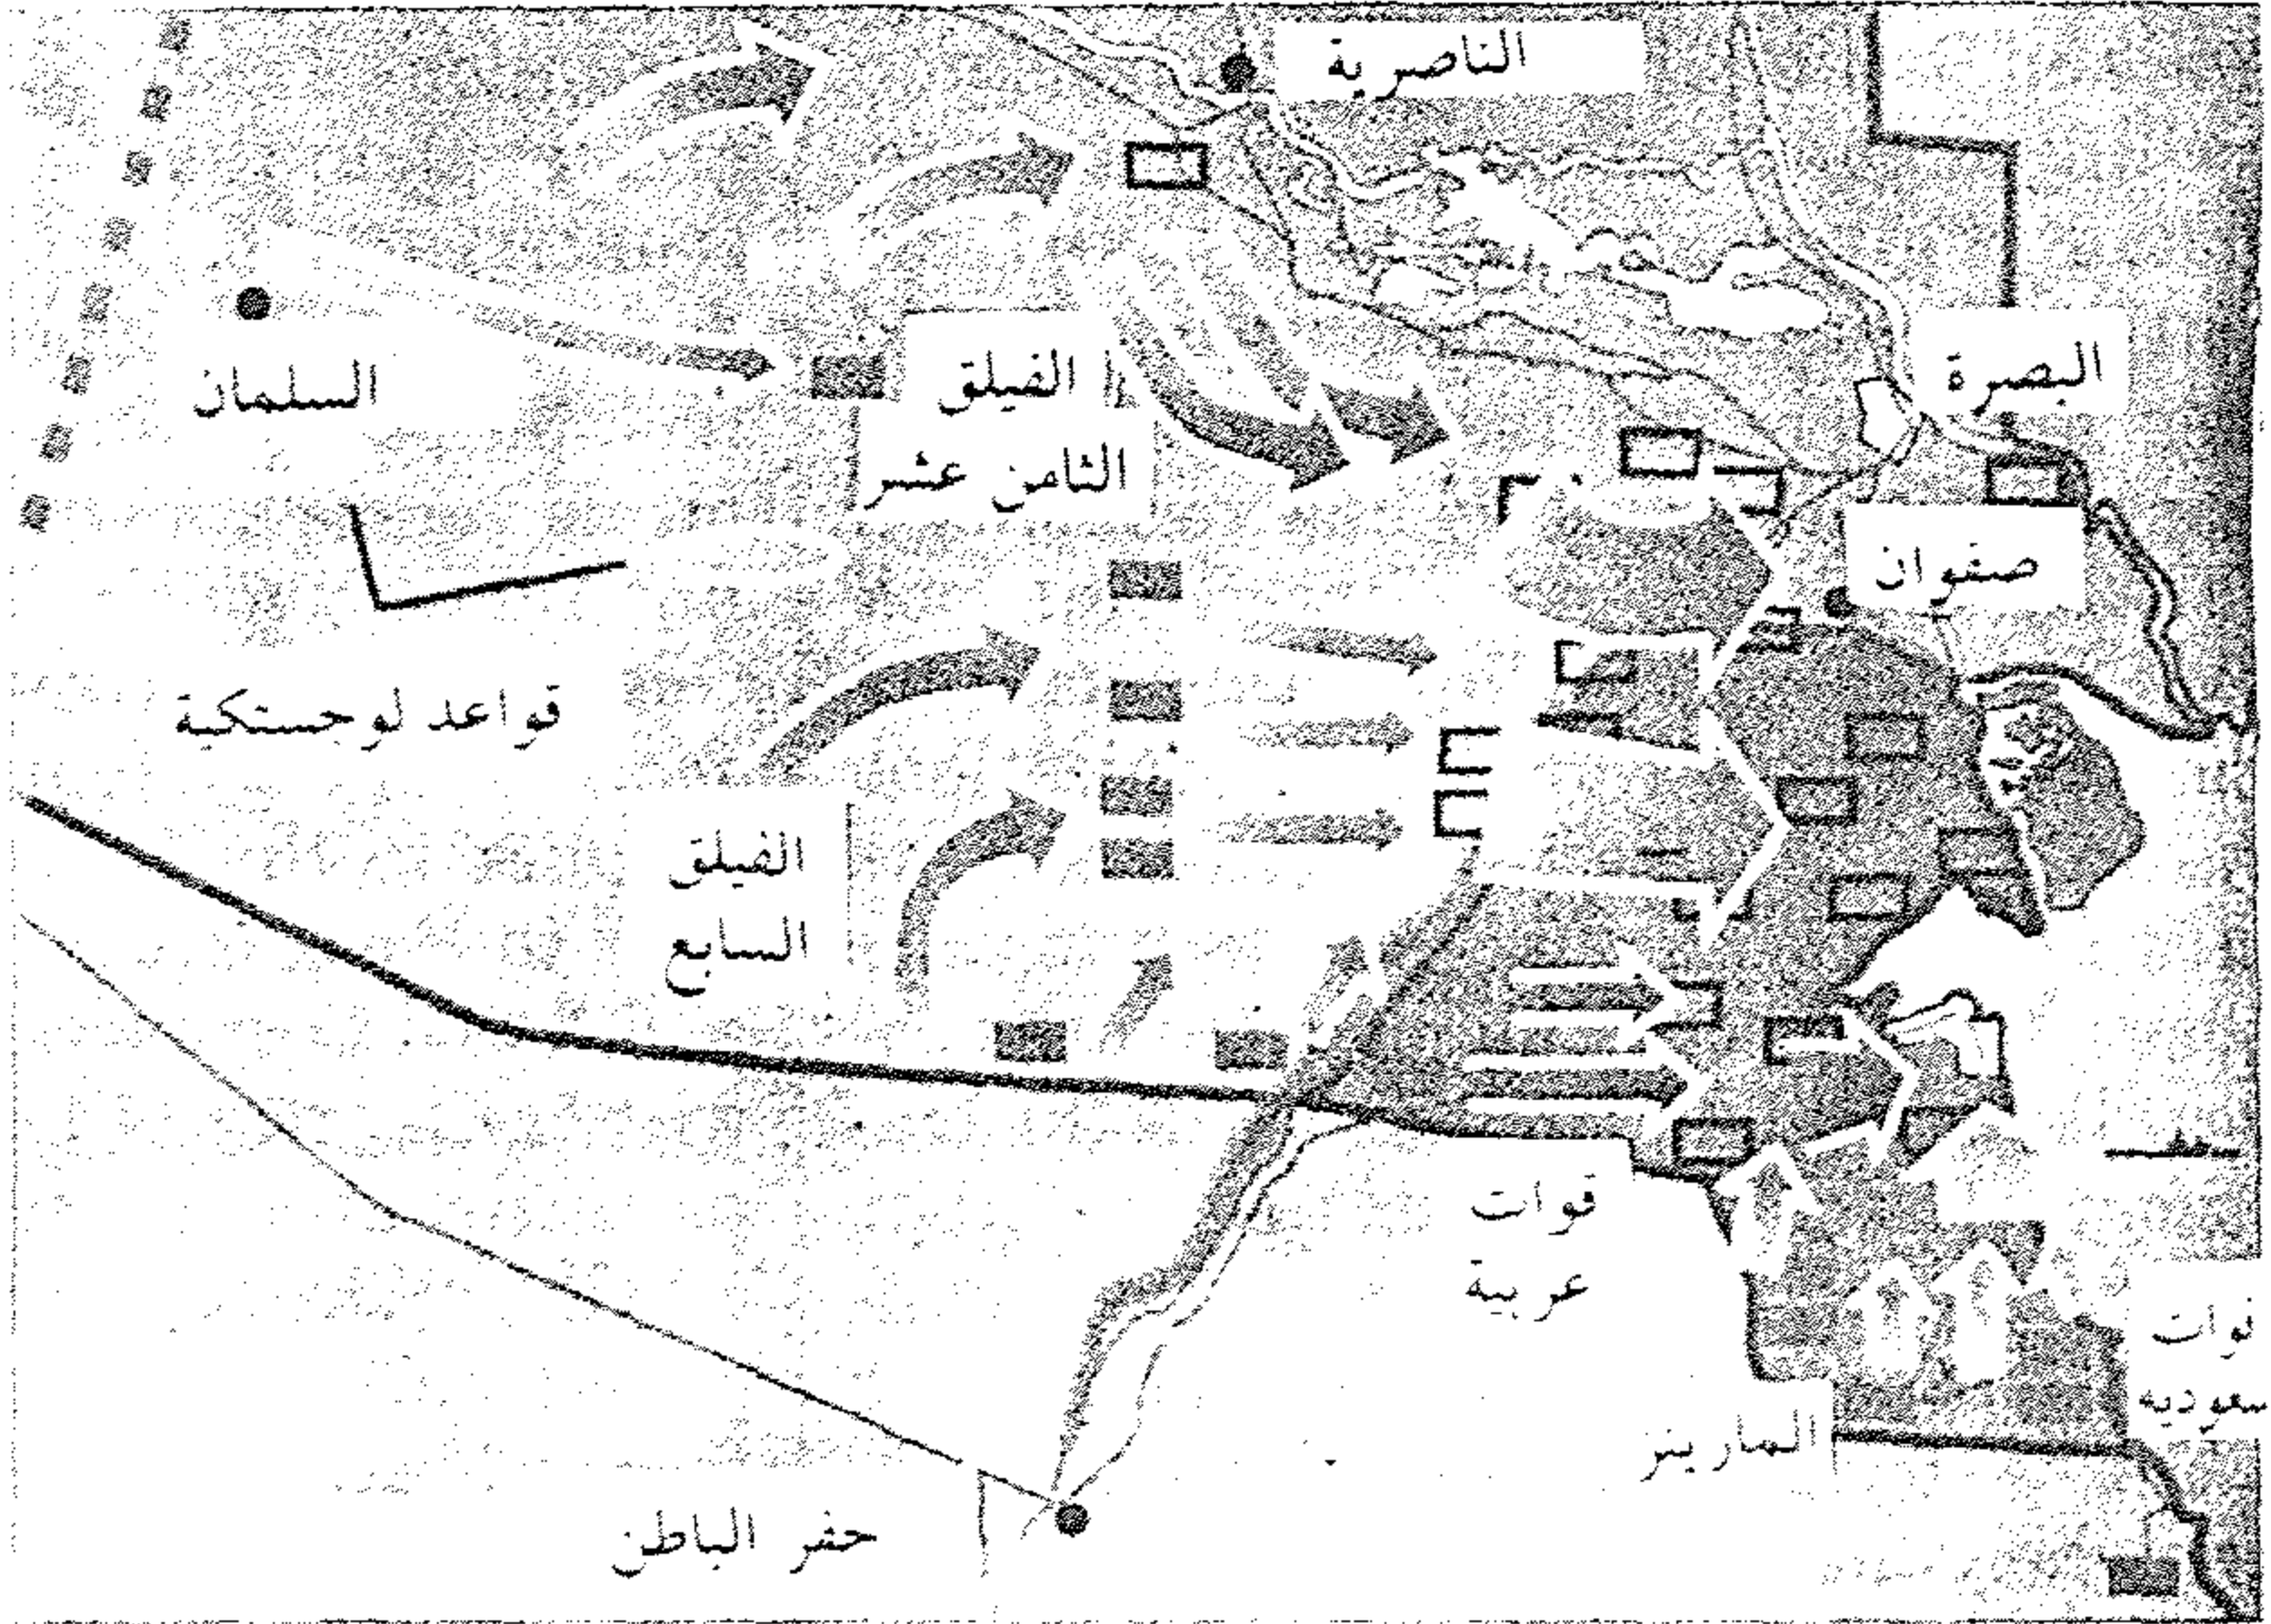 الناصرية
البصرة
السلمان
الفيلق
الثامن عشر
صفوان
قواعد لوجستكية
الفيلق
السابع
قوات
عربية
قوات
سعودية
المارينز
حفر الباطن